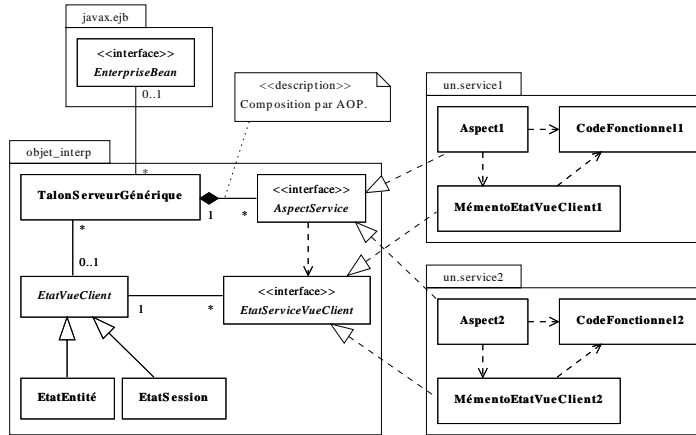 javax.ejb
<<interface>>
EnterpriseBean
0..1
<<description>>
Composition par AOP.
un.service1
Aspect1
CodeFonctionnel1
MémentoEtatVueClient1
objet_interp
*
TalonServeurGénérique
1
*
<<interface>>
AspectService
*
0..1
EtatVueClient
1
*
<<interface>>
EtatServiceVueClient
EtatEntité
EtatSession
un.service2
Aspect2
CodeFonctionnel2
MémentoEtatVueClient2